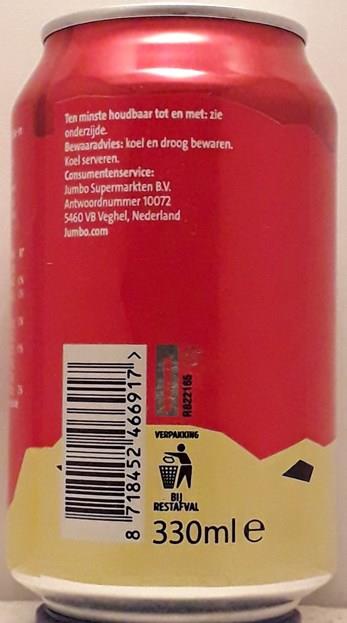 Ten minste houdbaar tot en met: zie
onderzijde.
Bewaaradvies: koel en droog bewaren.
Koel serveren.
Consumentenservice:
Jumbo Supermarkten B.V.
Antwoordnummer 10072
5460 VB Veghel, Nederland
Jumbo.com
8 718452 466917 >
R822165
VERPAKKING
BIJ
RESTAFVAL
330ml e